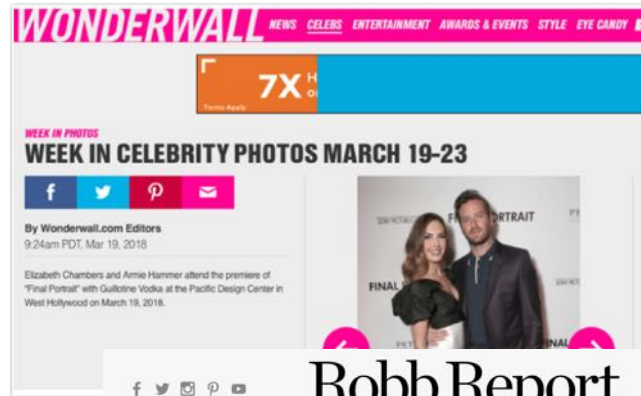 WONDERWALL NEWS CELEBS ENTERTAINMENT AWARDS & EVENTS STYLE EYE CANDY
7X
Terms Apply
WEEK IN PHOTOS
WEEK IN CELEBRITY PHOTOS MARCH 19-23
By Wonderwall.com Editors
9:24am PDT, Mar 19, 2018
Elizabeth Chambers and Armie Hammer attend the premiere of
"Final Portrait" with Guillotine Vodka at the Pacific Design Center in
West Hollywood on March 19, 2018.
RTRAIT
FINAL
Robb Report